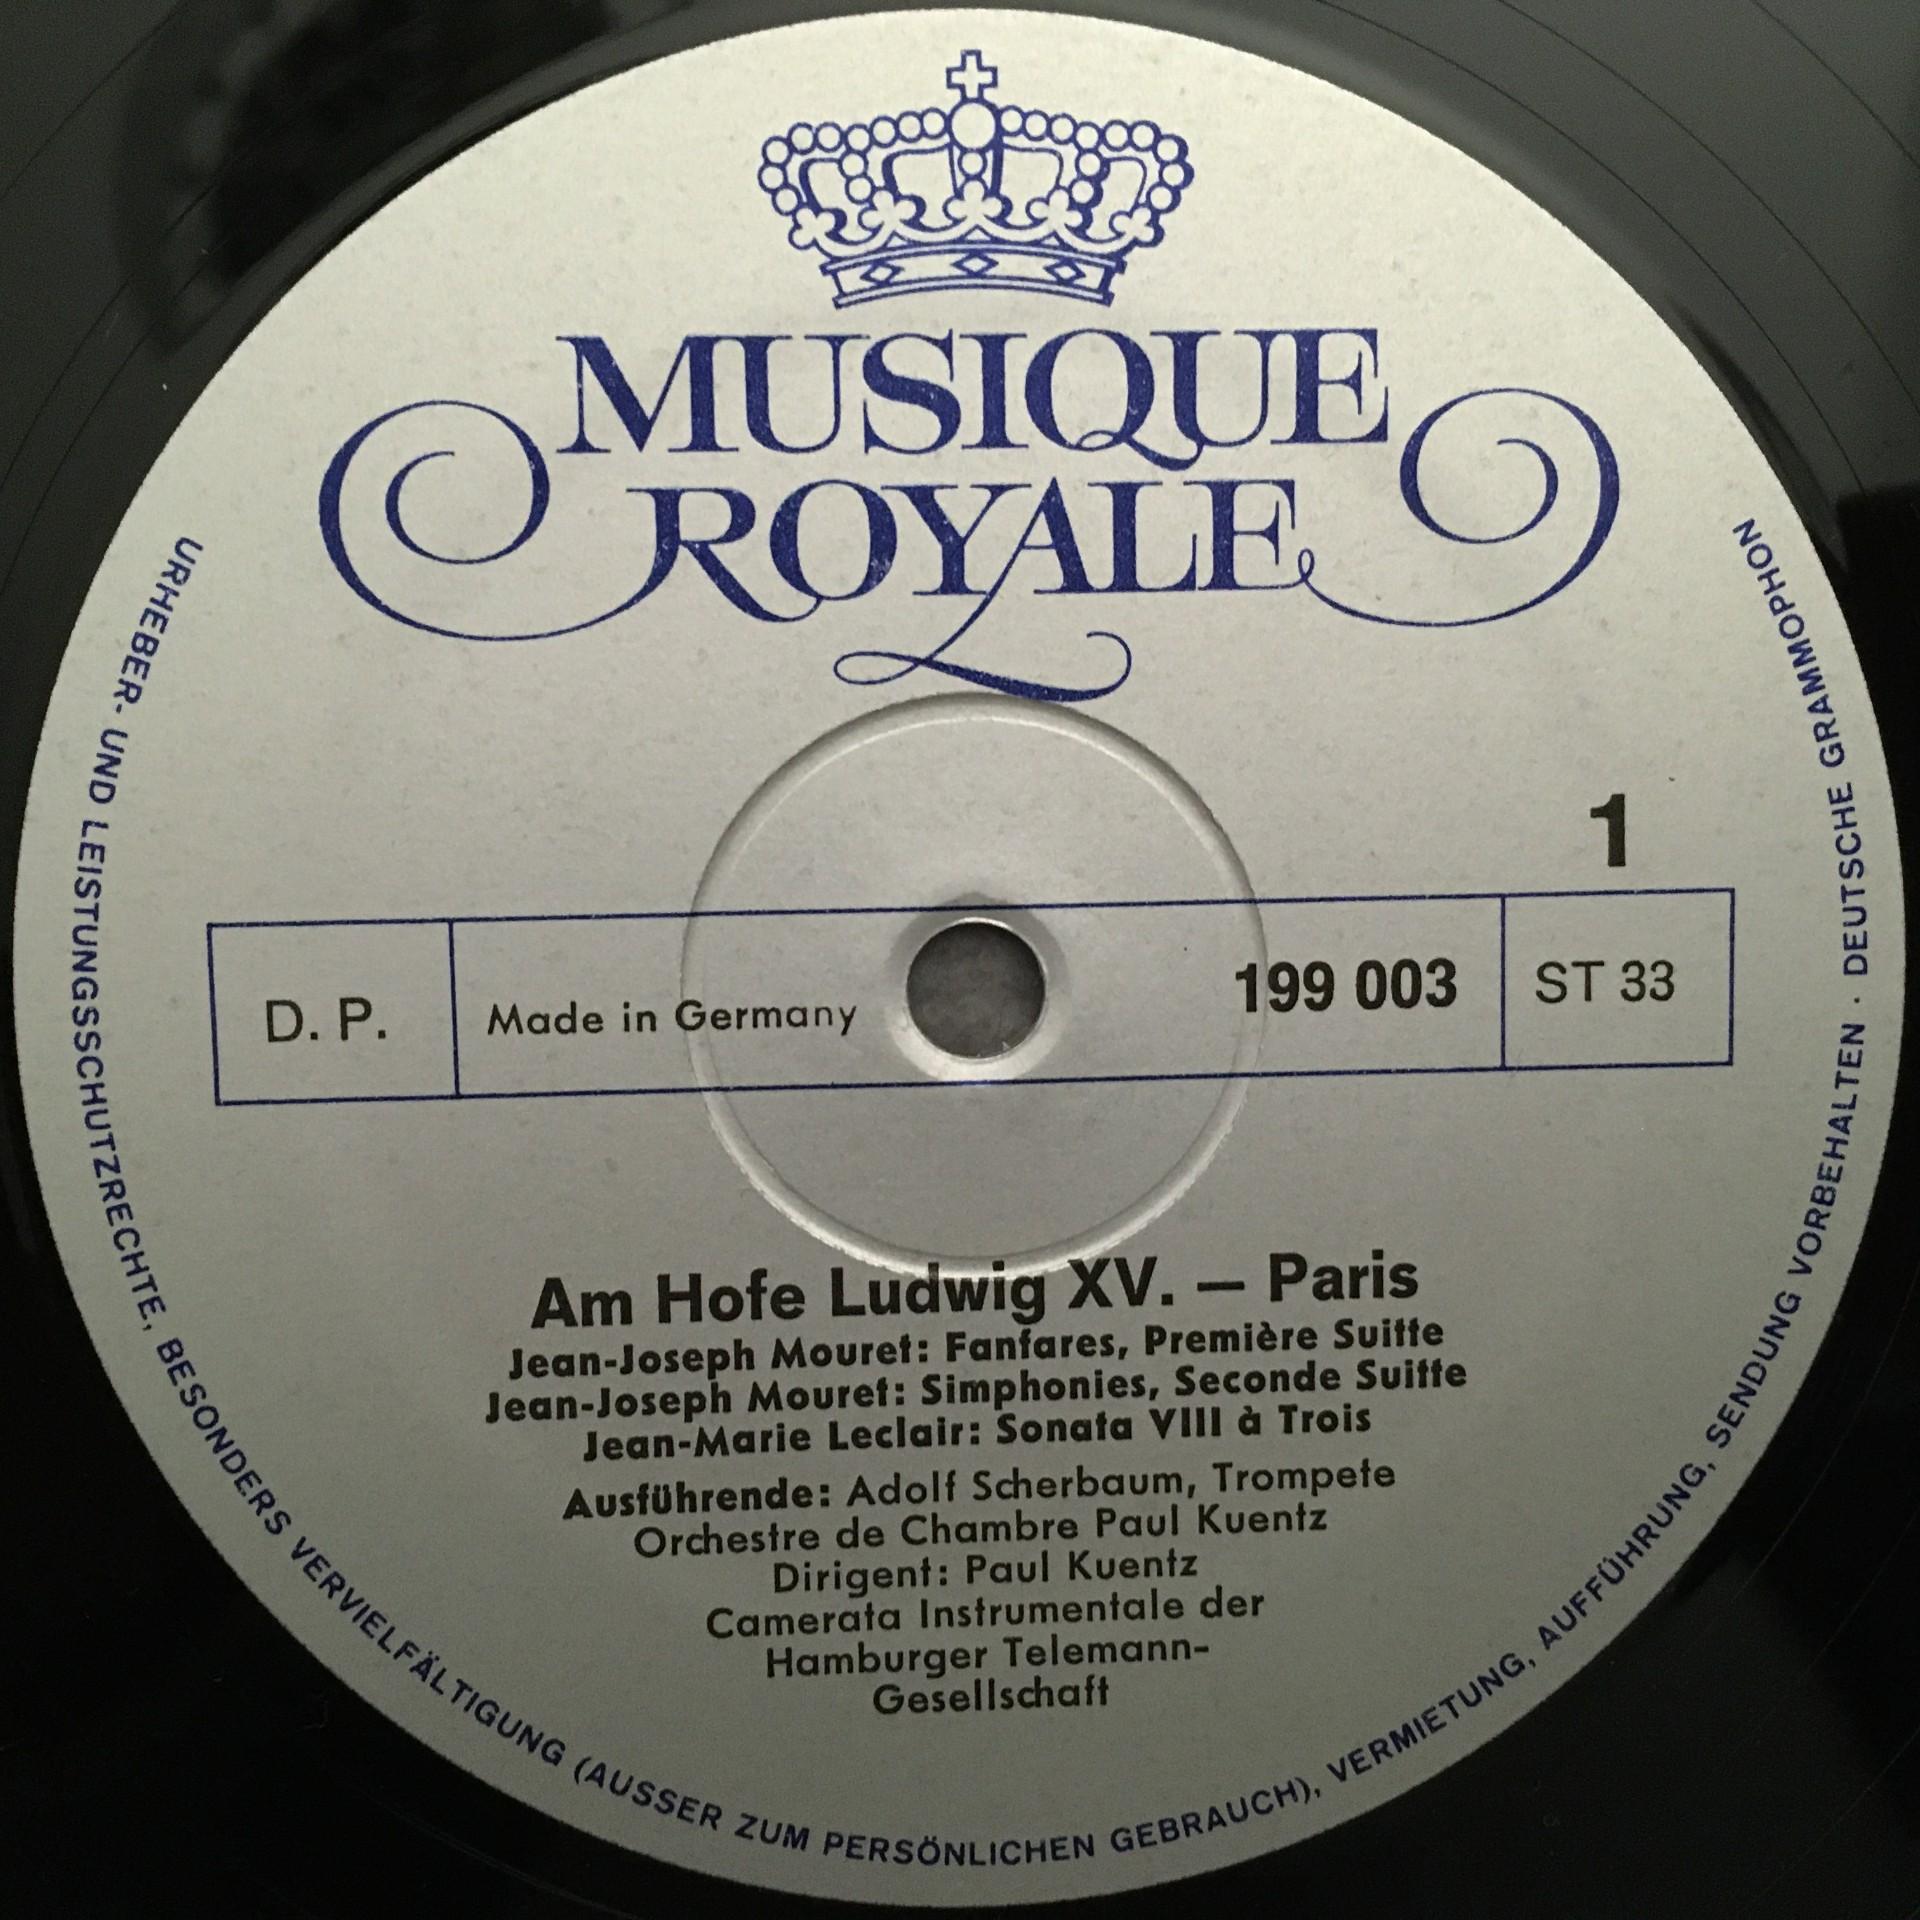 MUSIQUE
ROYALE
1
D. P.
Made in Germany
199 003
ST 33
Am Hofe Ludwig XV. — Paris
Jean-Joseph Mouret: Fanfares, Première Suitte
Jean-Joseph Mouret: Simphonies, Seconde Suitte
Jean-Marie Leclair: Sonata VIII à Trois
Ausführende: Adolf Scherbaum, Trompete
Orchestre de Chambre Paul Kuentz
Dirigent: Paul Kuentz
Camerata Instrumentale der
Hamburger Telemann-
Gesellschaft
URHEBER- UND LEISTUNGSSCHUTZRECHTE, BESONDERS VERVIELFÄLTIGUNG (AUSSER ZUM PERSÖNLICHEN GEBRAUCH), VERMIETUNG, AUFFÜHRUNG, SENDUNG VORBEHALTEN · DEUTSCHE GRAMMOPHON